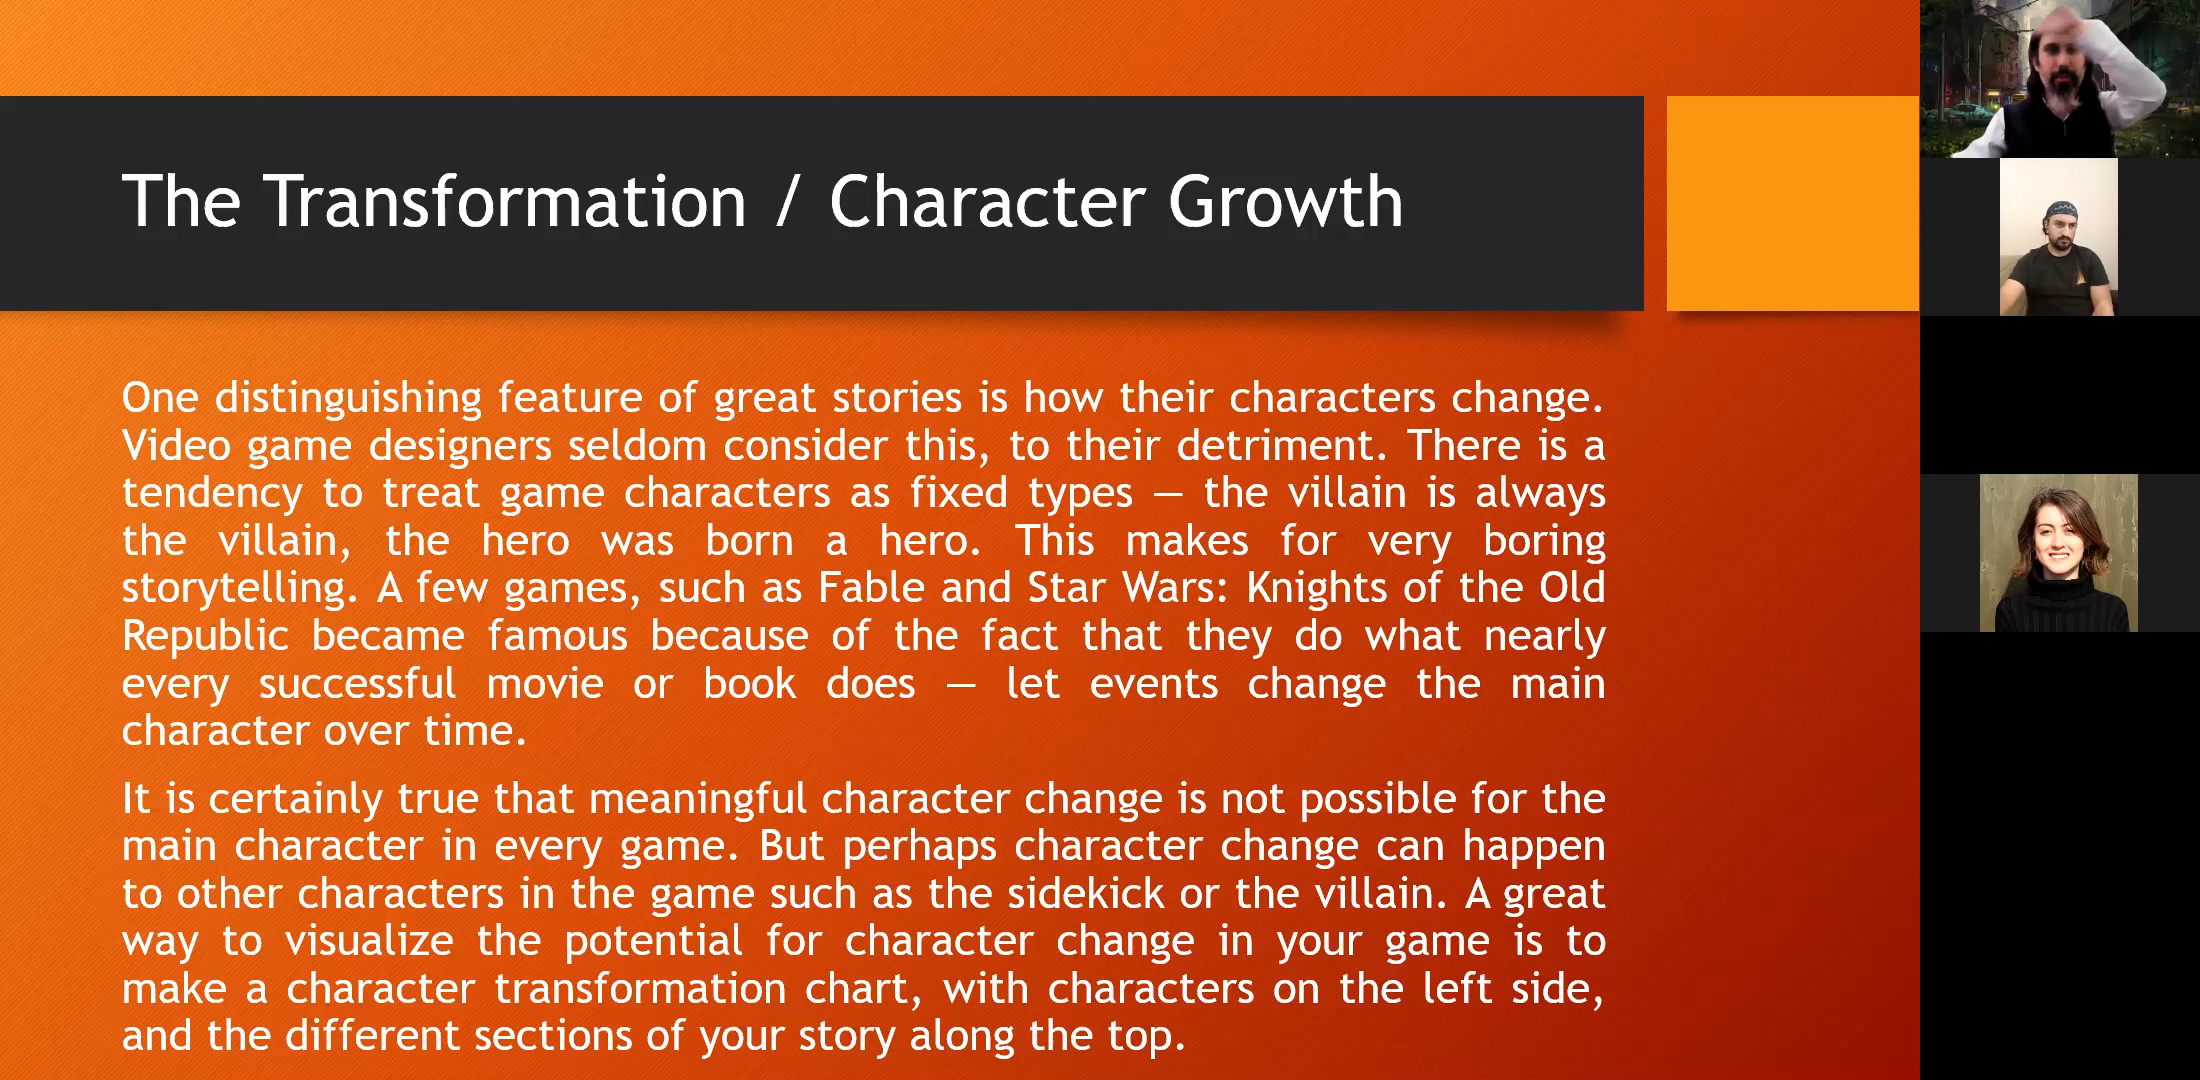 The Transformation / Character Growth
One distinguishing feature of great stories is how their characters change.
Video game designers seldom consider this, to their detriment. There is a
tendency to treat game characters as fixed types — the villain is always
the villain, the hero was born a hero. This makes for very boring
storytelling. A few games, such as Fable and Star Wars: Knights of the Old
Republic became famous because of the fact that they do what nearly
every successful movie or book does — let events change the main
character over time.
It is certainly true that meaningful character change is not possible for the
main character in every game. But perhaps character change can happen
to other characters in the game such as the sidekick or the villain. A great
way to visualize the potential for character change in your game is to
make a character transformation chart, with characters on the left side,
and the different sections of your story along the top.